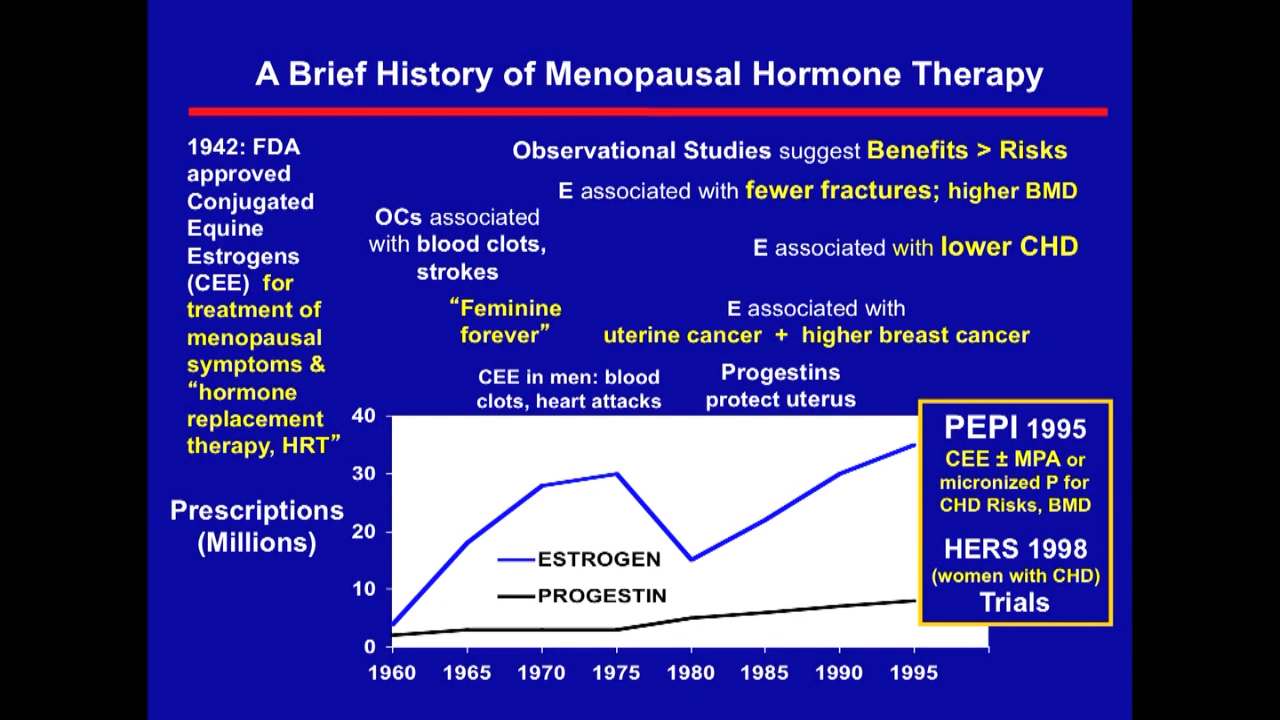 A Brief History of Menopausal Hormone Therapy
1942: FDA
approved
Conjugated
Equine
Estrogens
(CEE) for
treatment of
menopausal
symptoms &
“hormone
replacement
therapy, HRT”
Observational Studies suggest Benefits > Risks
E associated with fewer fractures; higher BMD
OCs associated
with blood clots,
strokes
E associated with lower CHD
“Feminine
forever”
E associated with
uterine cancer + higher breast cancer
CEE in men: blood
clots, heart attacks
Progestins
protect uterus
PEPI 1995
CEE ± MPA or
micronized P for
CHD Risks, BMD
HERS 1998
(women with CHD)
Trials
Prescriptions
(Millions)
40
30
20
10
0
ESTROGEN
PROGESTIN
1960 1965 1970 1975 1980 1985 1990 1995